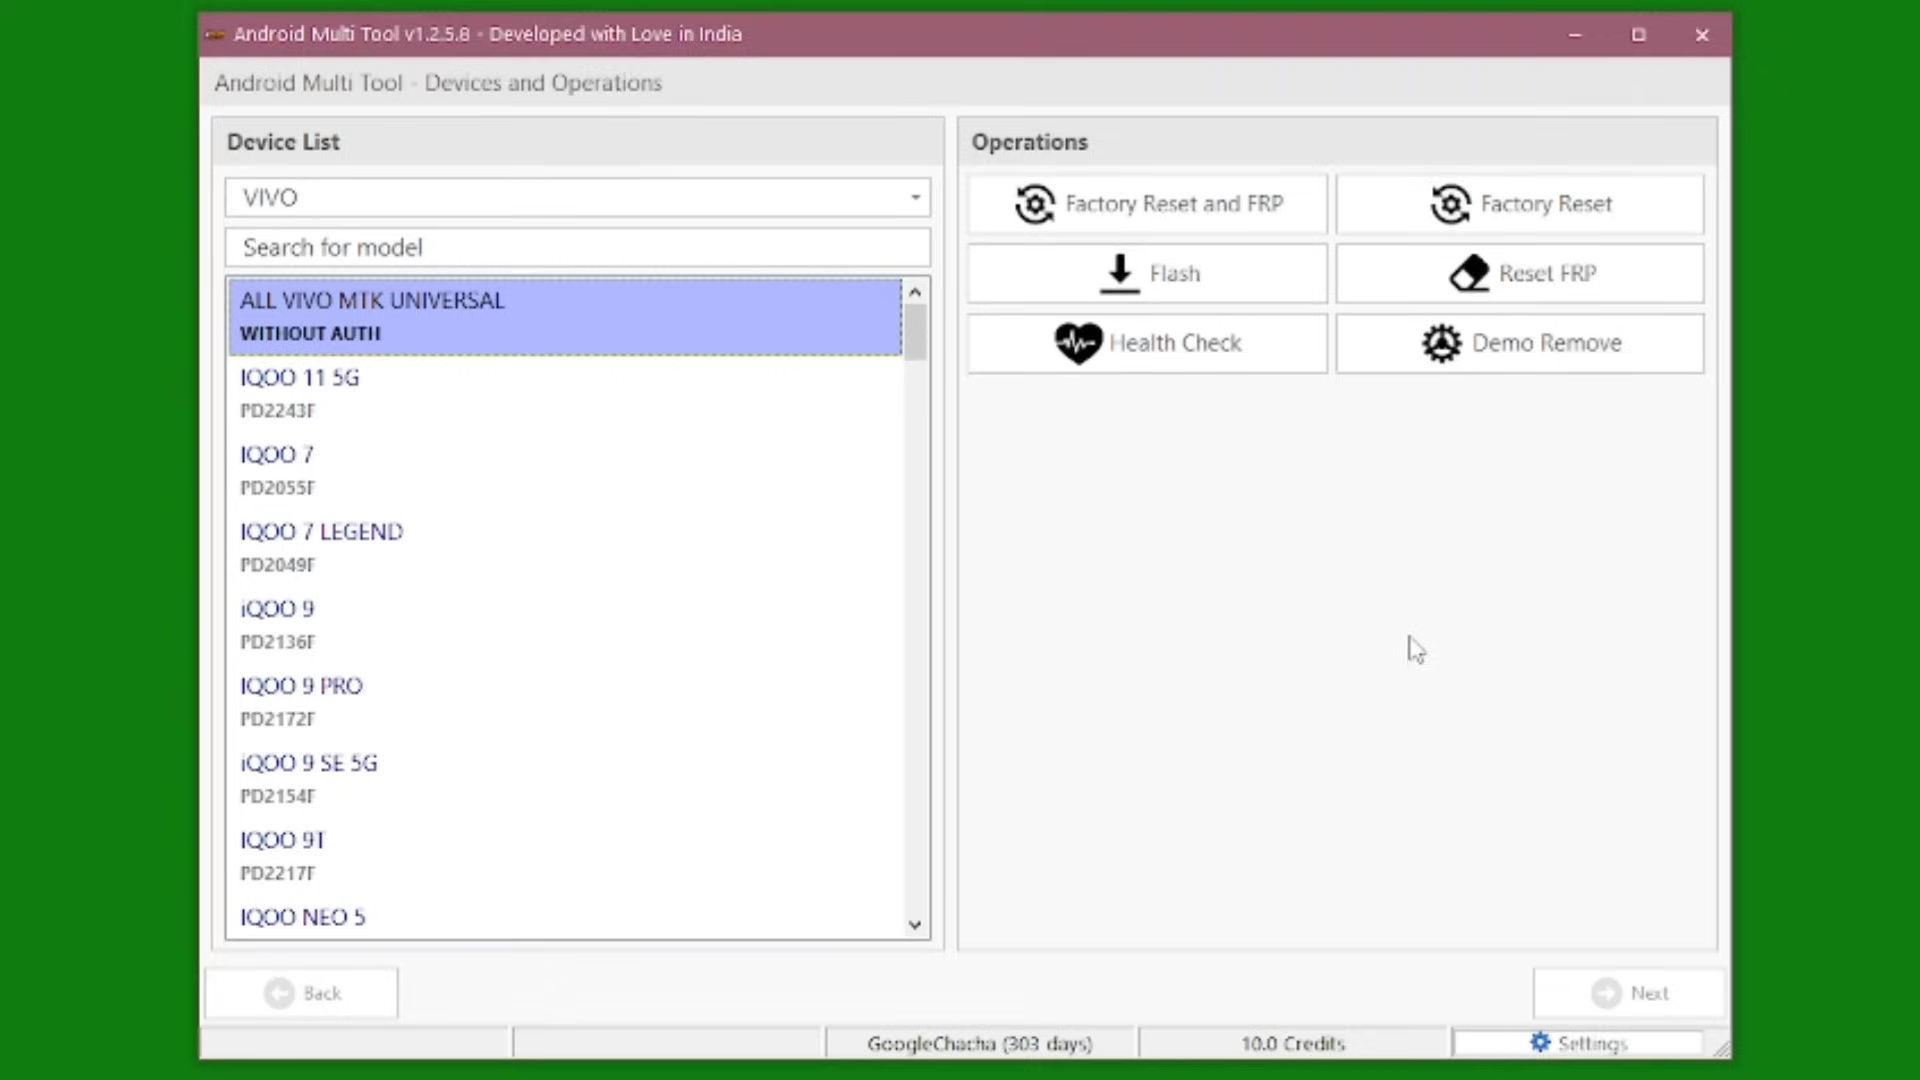 Android Multi Tool v1.2.5.8 - Developed with Love in India
Android Multi Tool - Devices and Operations
Device List
VIVO
Search for model
ALL VIVO MTK UNIVERSAL
WITHOUT AUTH
IQOO 11 5G
PD2243F
IQOO 7
PD2055F
IQOO 7 LEGEND
PD2049F
iQOO 9
PD2136F
IQOO 9 PRO
PD2172F
iQOO 9 SE 5G
PD2154F
IQOO 9T
PD2217F
IQOO NEO 5
Operations
Factory Reset and FRP
Factory Reset
Flash
Reset FRP
Health Check
Demo Remove
Back
Next
GoogleChacha (303 days)
10.0 Credits
Settings